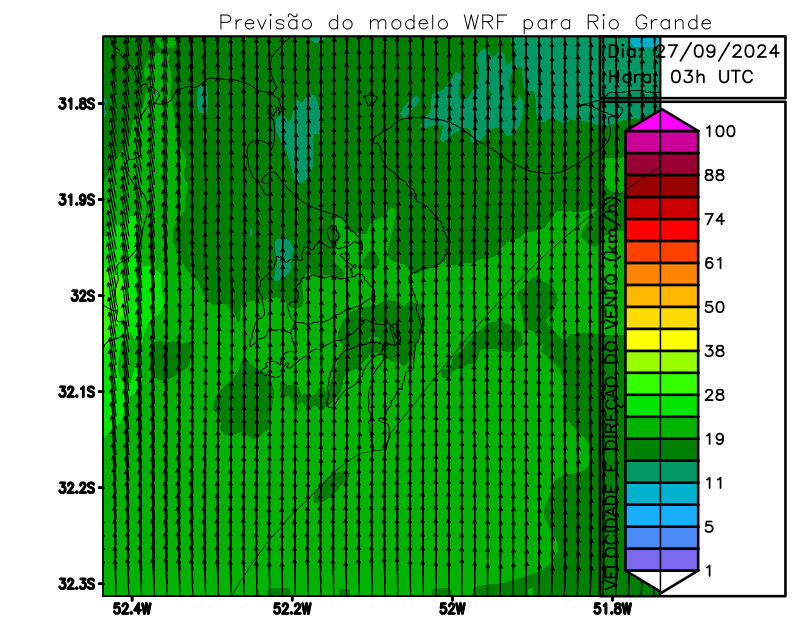 Previsão do modelo WRF para Rio Grande
Dia: 27/09/2024
Hora: 03h UTC
31.8S
31.9S
32S
32.1S
32.2S
32.3S
52.4W
52.2W
52W
51.8W
VELOCIDADE E DIREÇÃO DO VENTO (km/h)
100
88
74
61
50
38
28
19
11
5
1